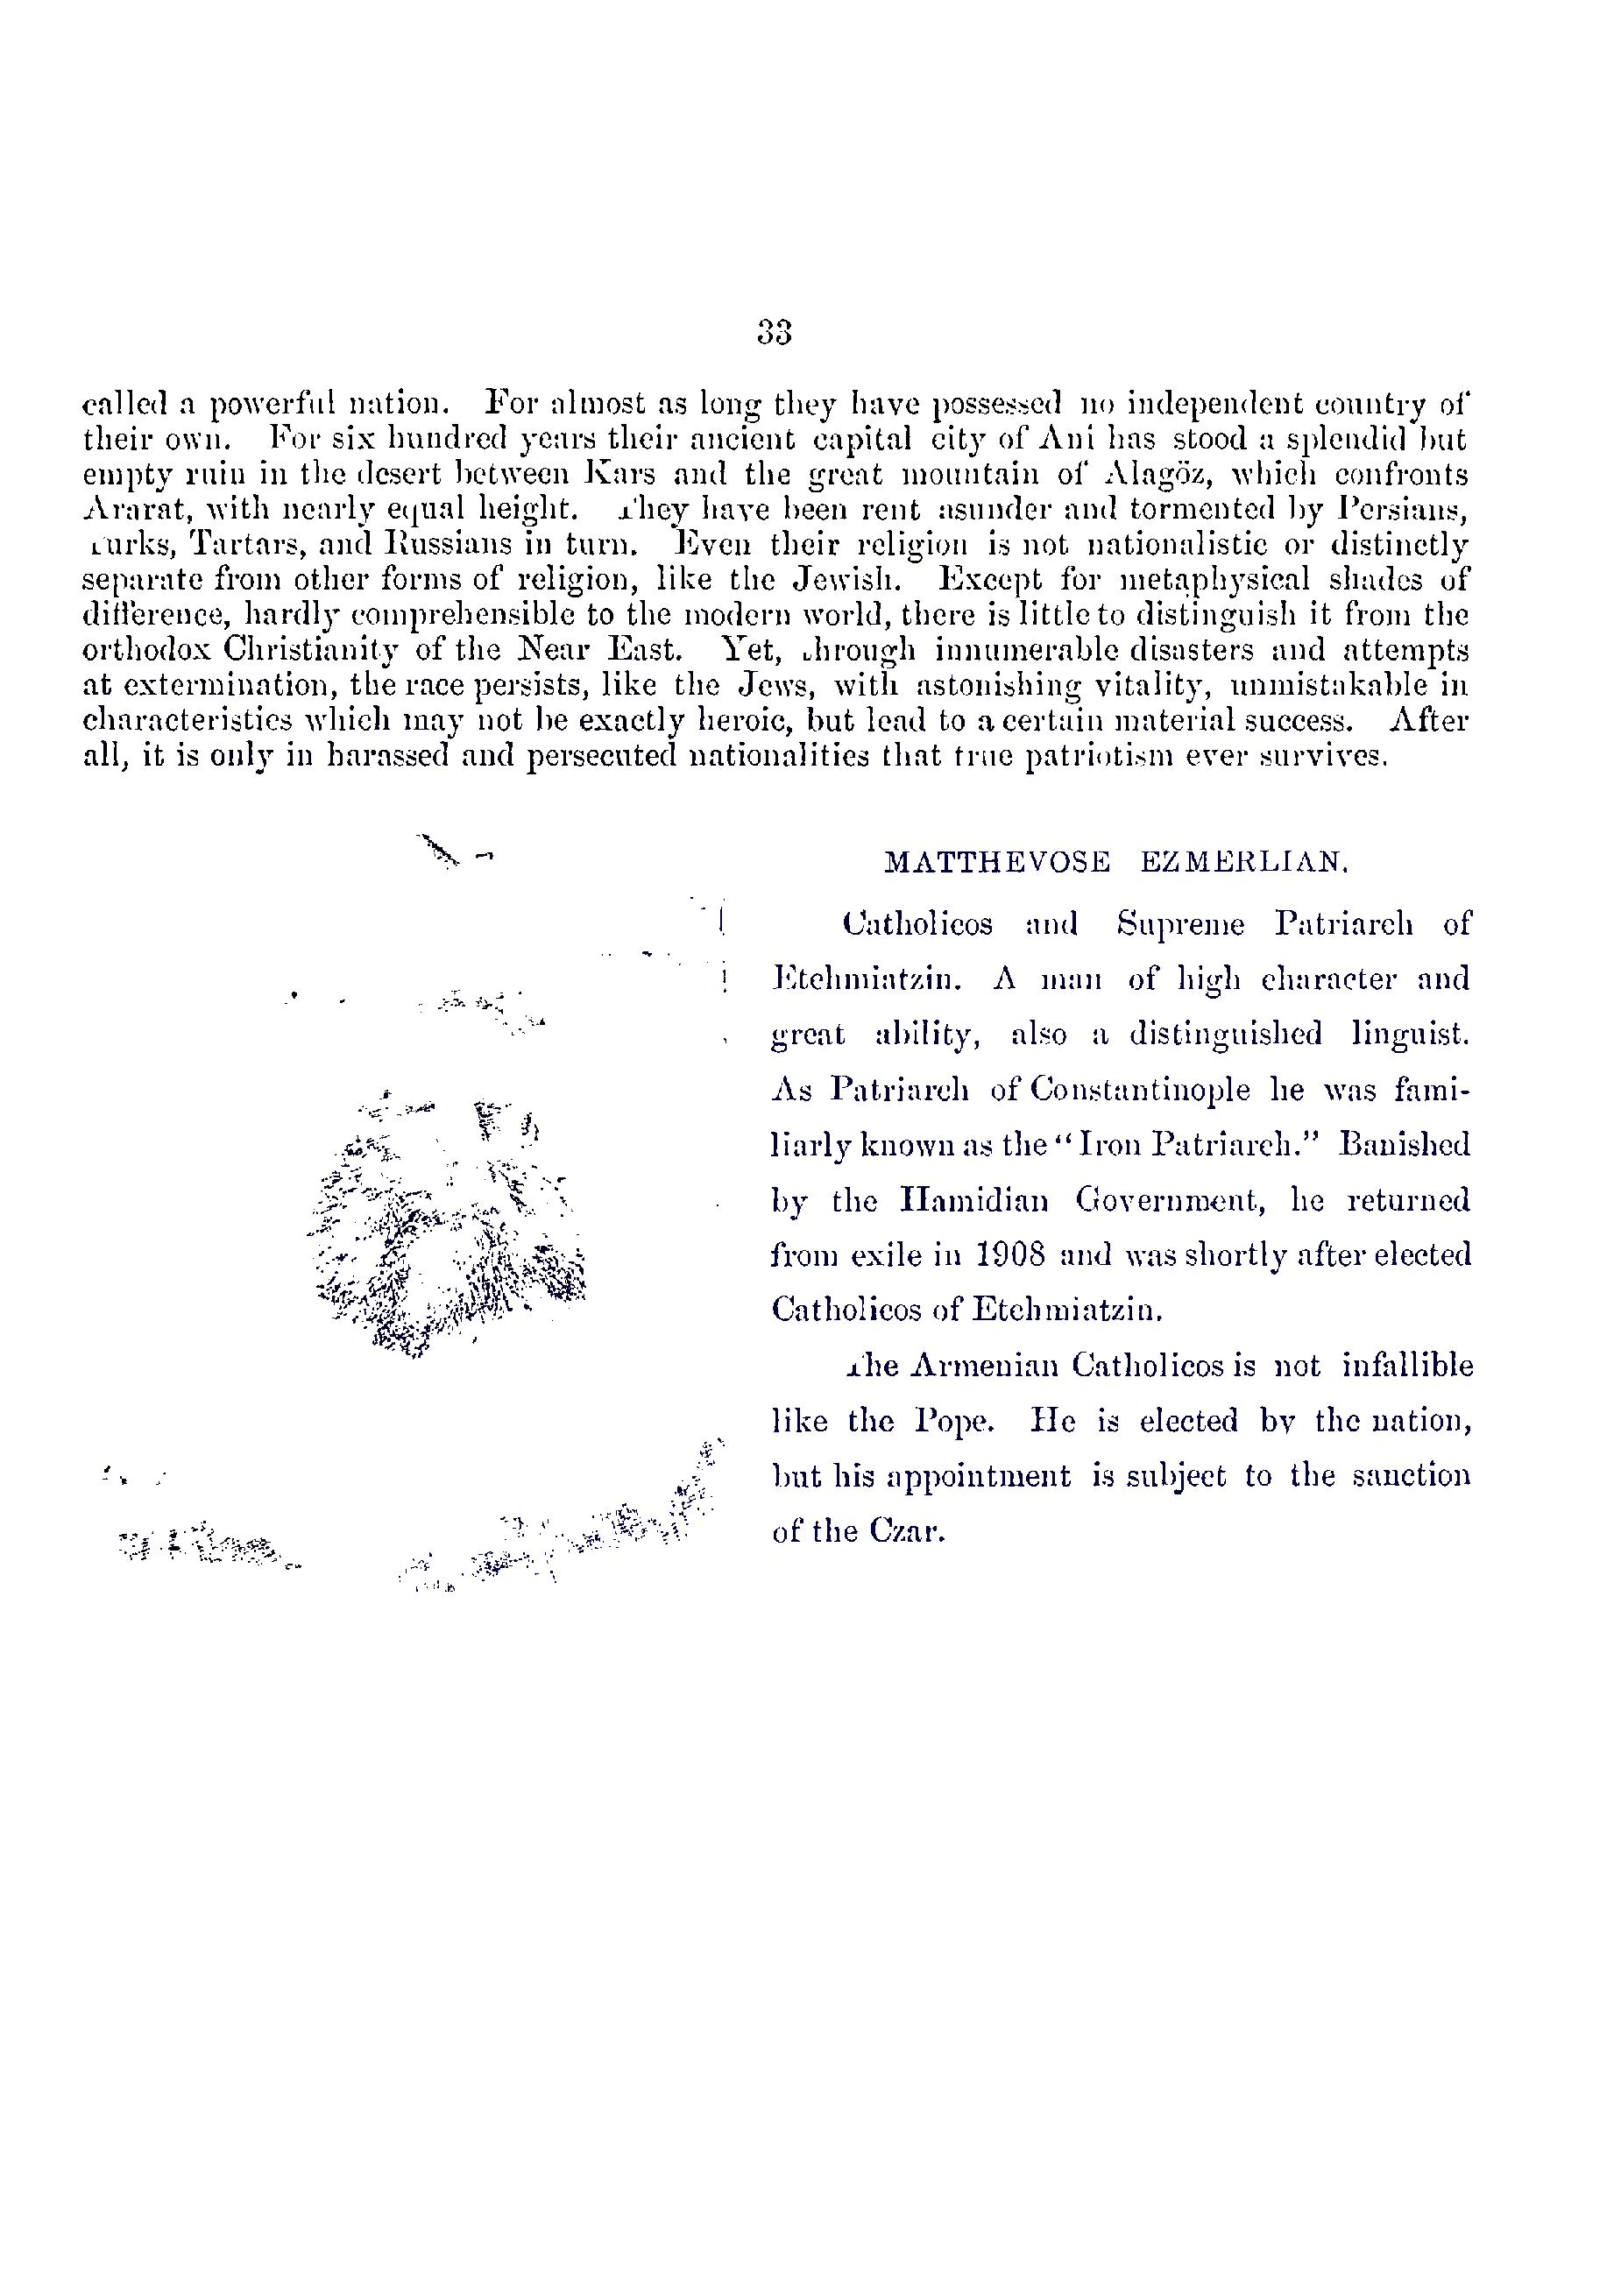 33
called a powerful nation. For almost as long they have possessed no independent country of
their own. For six hundred years their ancient capital city of Ani has stood a splendid but
empty ruin in the desert between Kars and the great mountain of Alagöz, which confronts
Ararat, with nearly equal height. They have been rent asunder and tormented by Persians,
Turks, Tartars, and Russians in turn. Even their religion is not nationalistic or distinctly
separate from other forms of religion, like the Jewish. Except for metaphysical shades of
difference, hardly comprehensible to the modern world, there is little to distinguish it from the
orthodox Christianity of the Near East. Yet, through innumerable disasters and attempts
at extermination, the race persists, like the Jews, with astonishing vitality, unmistakable in
characteristics which may not be exactly heroic, but lead to a certain material success. After
all, it is only in harassed and persecuted nationalities that true patriotism ever survives.
MATTHEVOSE EZMERLIAN.
Catholicos and Supreme Patriarch of
Etchmiatzin. A man of high character and
great ability, also a distinguished linguist.
As Patriarch of Constantinople he was fami-
liarly known as the "Iron Patriarch." Banished
by the Hamidian Government, he returned
from exile in 1908 and was shortly after elected
Catholicos of Etchmiatzin.
The Armenian Catholicos is not infallible
like the Pope. He is elected by the nation,
but his appointment is subject to the sanction
of the Czar.